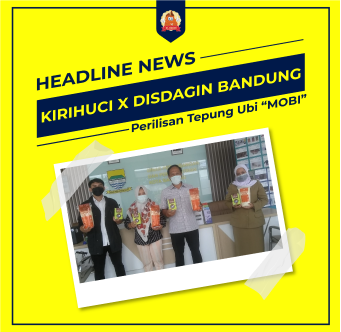 HEADLINE NEWS
KIRIHUCI X DISDAGIN BANDUNG
Perilisan Tepung Ubi “MOBI”